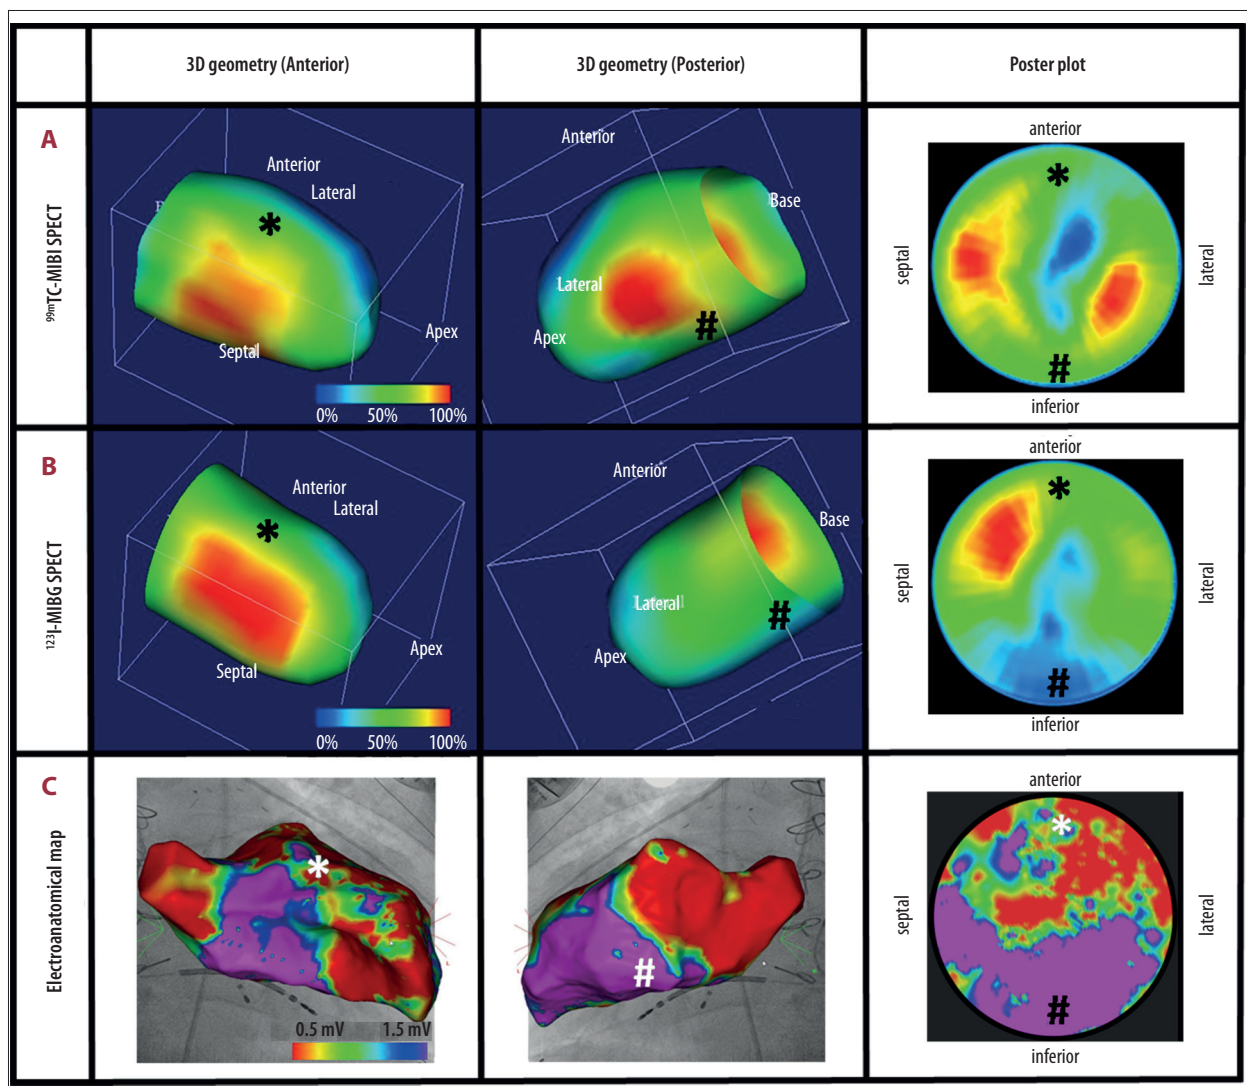 3D geometry (Anterior)
3D geometry (Posterior)
Poster plot
A
99mTC-MIBI SPECT
Anterior
Lateral
Septal
Apex
0% 50% 100%
*
Anterior
Base
Lateral
Apex
#
anterior
septal
lateral
inferior
*
#
B
123I-MIBG SPECT
Anterior
Lateral
Septal
Apex
0% 50% 100%
*
Anterior
Base
Lateral
Apex
#
anterior
septal
lateral
inferior
*
#
C
Electroanatomical map
*
0.5 mV 1.5 mV
#
anterior
septal
lateral
inferior
*
#